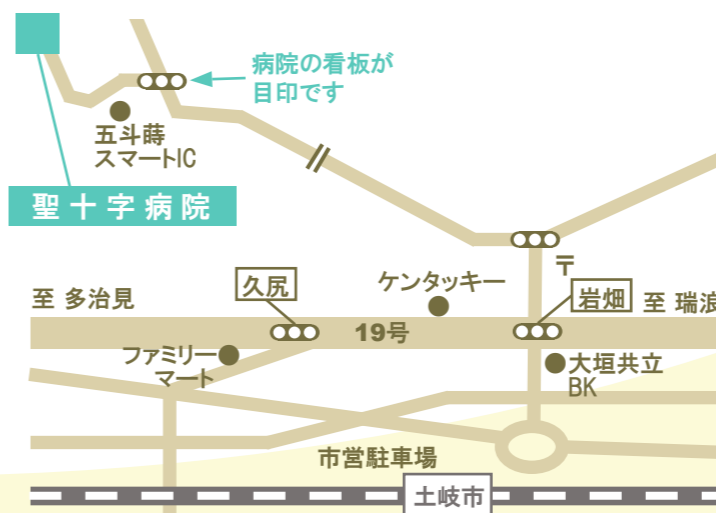 病院の看板が
目印です
五斗蒔
スマートIC
聖十字病院
〒
ケンタッキー
久尻
岩畑
至 多治見
至 瑞浪
19号
ファミリー
マート
大垣共立
BK
市営駐車場
土岐市